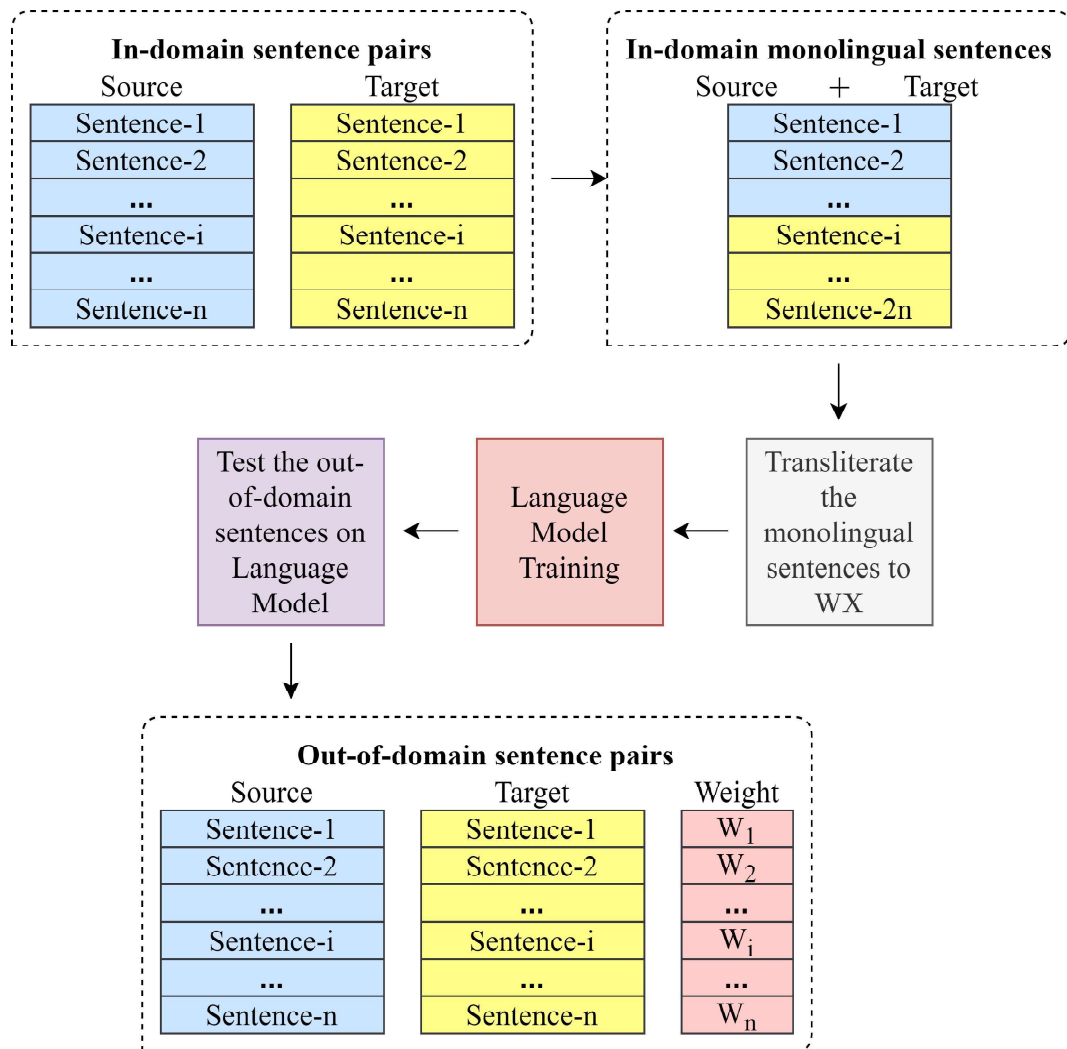 In-domain sentence pairs
Source Target
Sentence-1 Sentence-1
Sentence-2 Sentence-2
... ...
Sentence-i Sentence-i
... ...
Sentence-n Sentence-n
In-domain monolingual sentences
Source + Target
Sentence-1
Sentence-2
...
Sentence-i
...
Sentence-2n
Transliterate
the
monolingual
sentences to
WX
Language
Model
Training
Test the out-
of-domain
sentences on
Language
Model
Out-of-domain sentence pairs
Source Target Weight
Sentence-1 Sentence-1 W1
Sentence-2 Sentence-2 W2
... ... ...
Sentence-i Sentence-i Wi
... ... ...
Sentence-n Sentence-n Wn